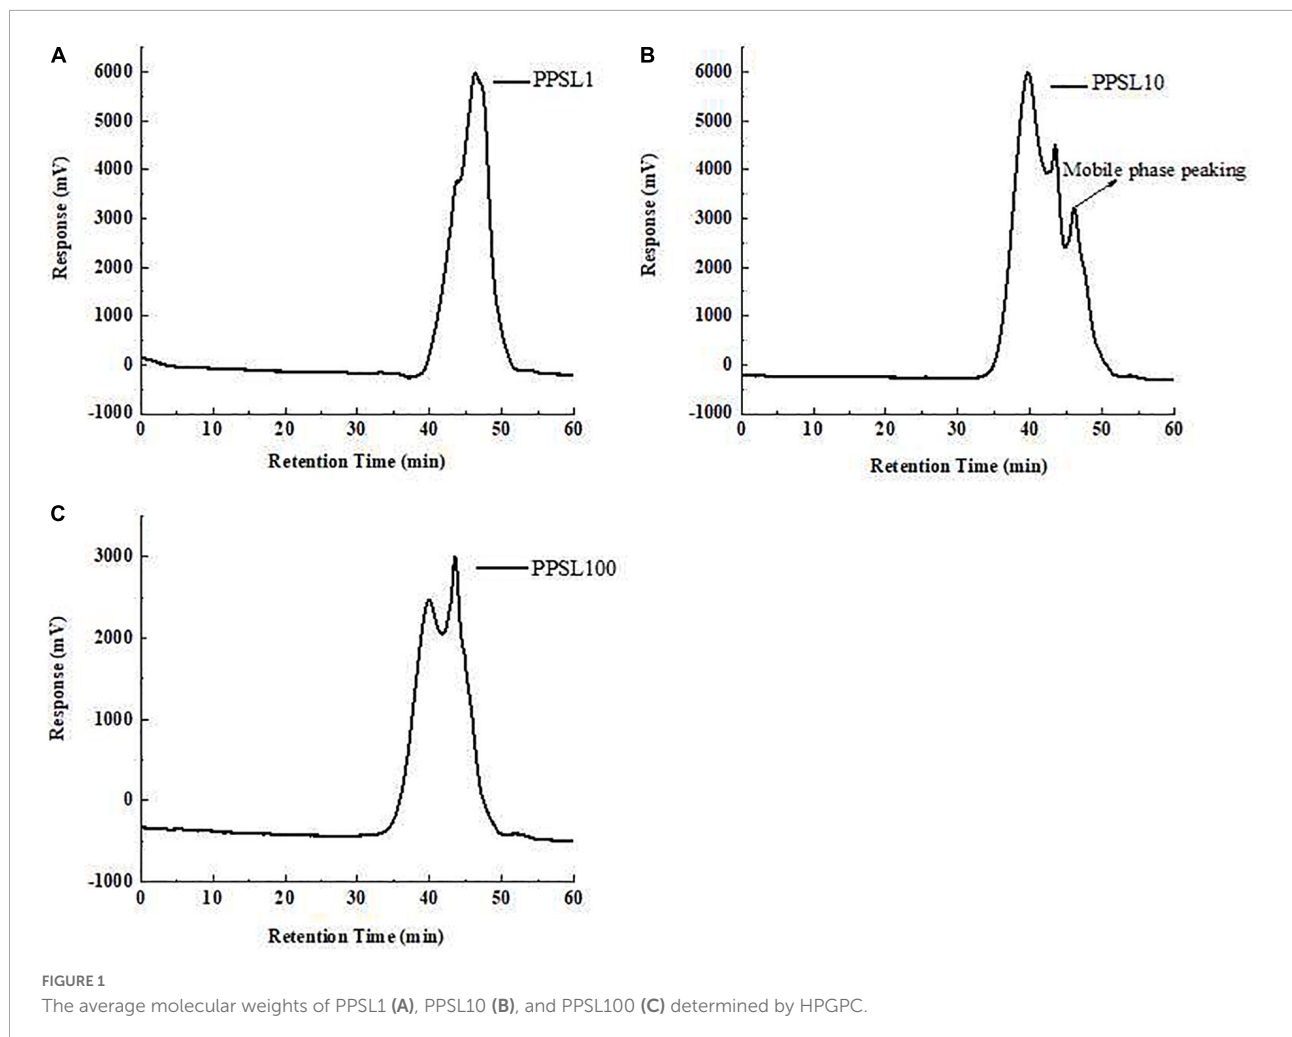 A
6000
5000
4000
3000
2000
1000
0
-1000
Response (mV)
PPSL1
0 10 20 30 40 50 60
Retention Time (min)
B
6000
5000
4000
3000
2000
1000
0
-1000
Response (mV)
PPSL10
Mobile phase peaking
0 10 20 30 40 50 60
Retention Time (min)
C
3000
2000
1000
0
-1000
Response (mV)
PPSL100
0 10 20 30 40 50 60
Retention Time (min)
FIGURE 1
The average molecular weights of PPSL1 (A), PPSL10 (B), and PPSL100 (C) determined by HPGPC.